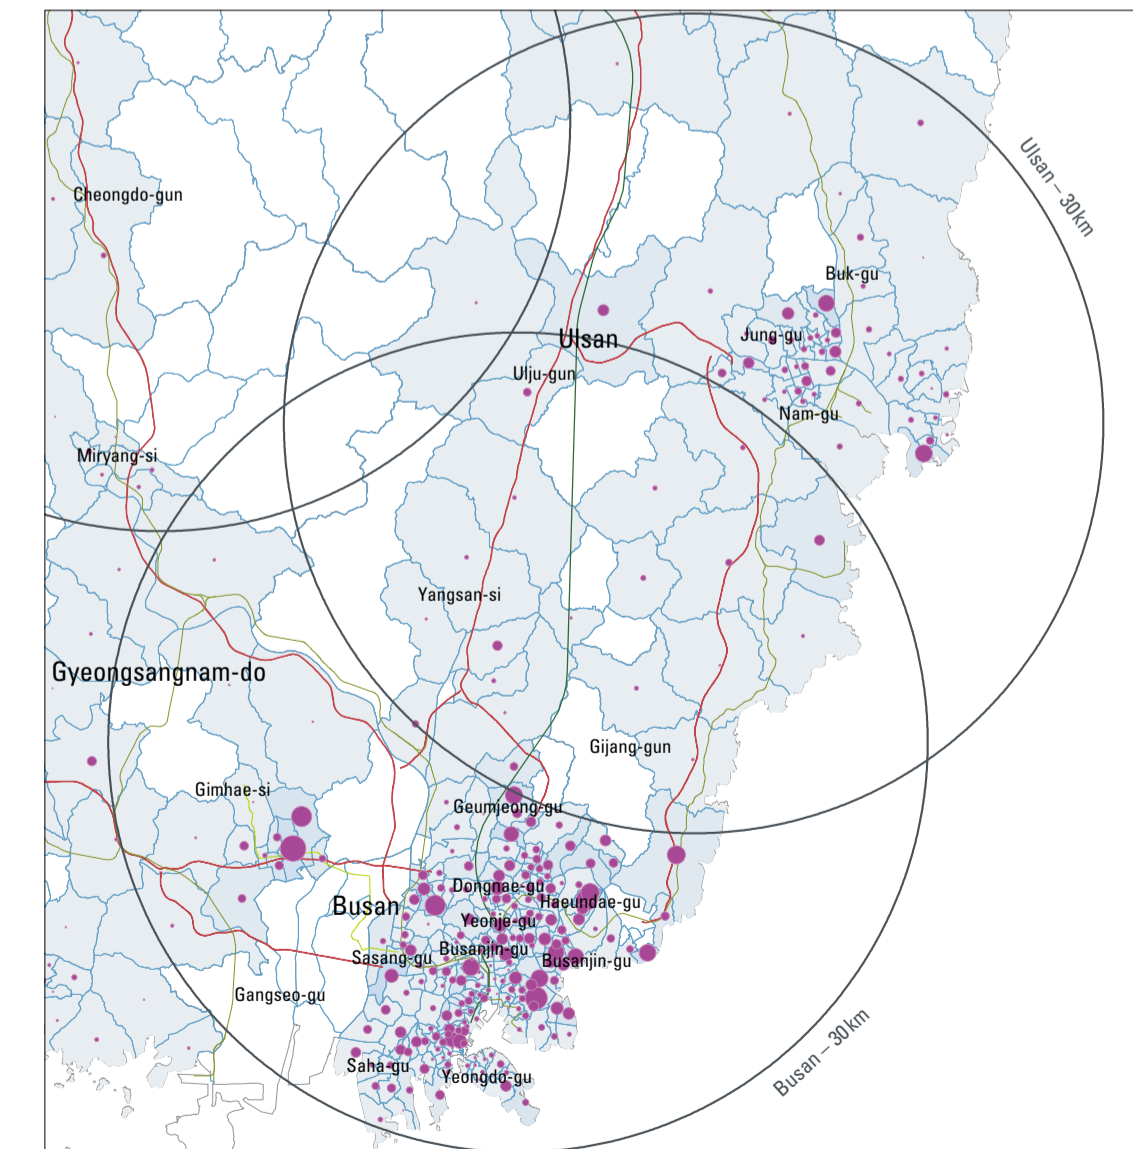 Ulsan – 30km
Cheongdo-gun
Buk-gu
Jung-gu
Ulsan
Ulju-gun
Nam-gu
Miryang-si
Yangsan-si
Gyeongsangnam-do
Gijang-gun
Gimhae-si
Geumjeong-gu
Dongnae-gu
Haeundae-gu
Busan
Yeonje-gu
Busanjin-gu
Sasang-gu
Busanjin-gu
Gangseo-gu
Busan – 30km
Saha-gu
Yeongdo-gu